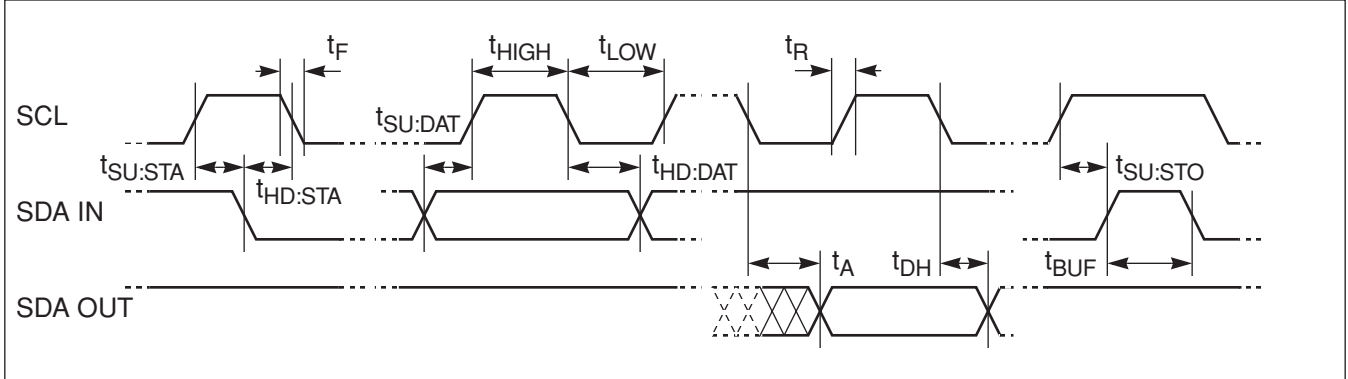 tF
tHIGH
tLOW
tR
SCL
tSU:DAT
tSU:STA
tHD:STA
tHD:DAT
tSU:STO
SDA IN
tA
tDH
tBUF
SDA OUT